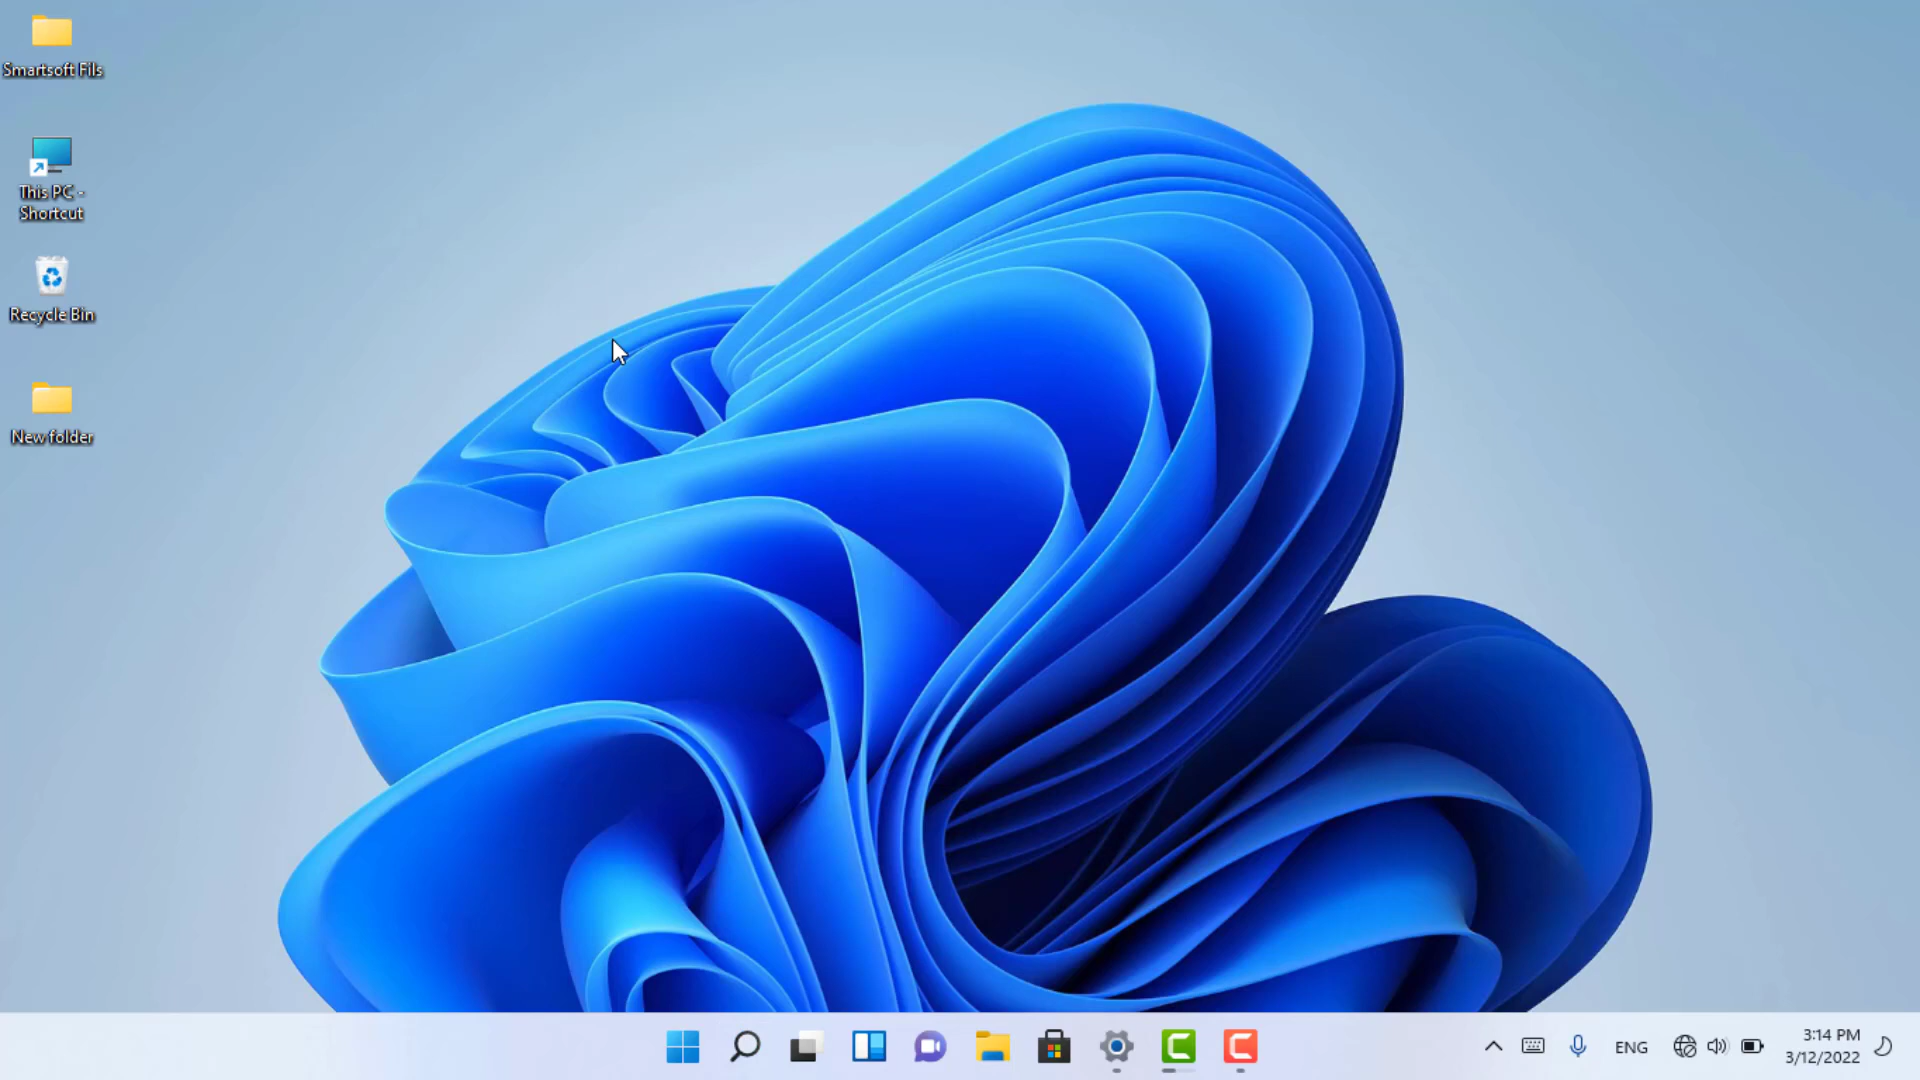 Smartsoft Fils
This PC -
Shortcut
Recycle Bin
New folder
ENG
3:14 PM
3/12/2022